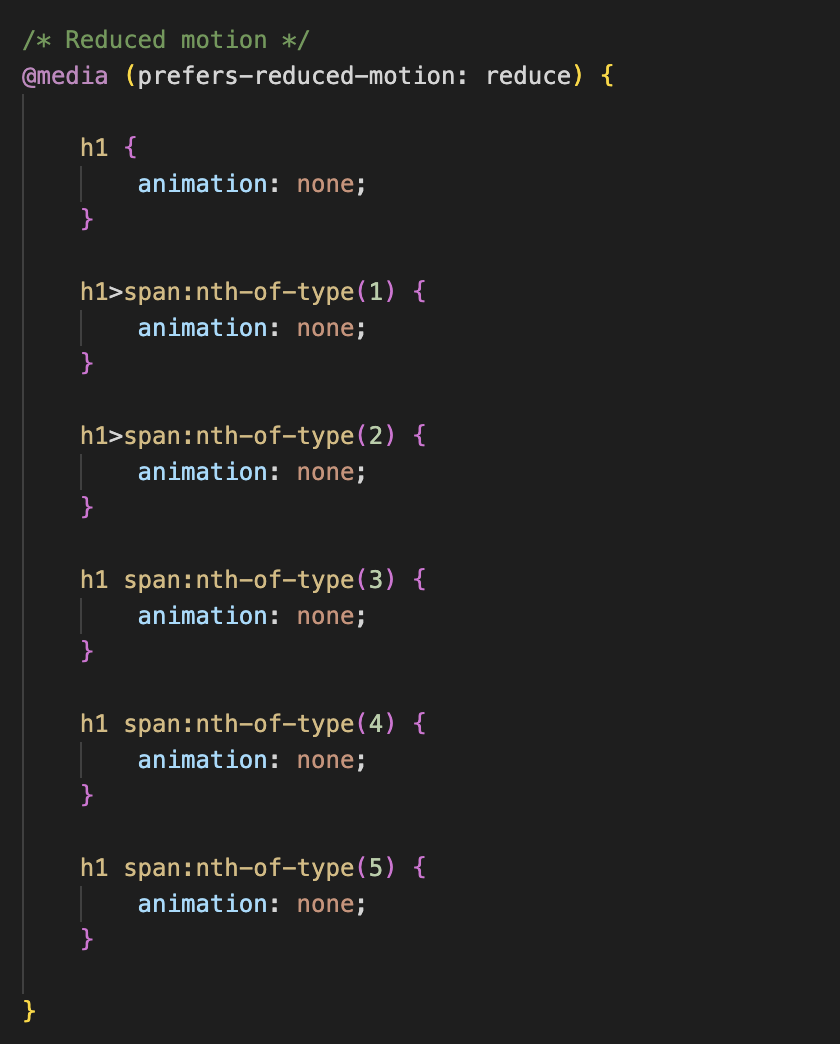 /* Reduced motion */
@media (prefers-reduced-motion: reduce) {
h1 {
animation: none;
}
h1>span:nth-of-type(1) {
animation: none;
}
h1>span:nth-of-type(2) {
animation: none;
}
h1 span:nth-of-type(3) {
animation: none;
}
h1 span:nth-of-type(4) {
animation: none;
}
h1 span:nth-of-type(5) {
animation: none;
}
}